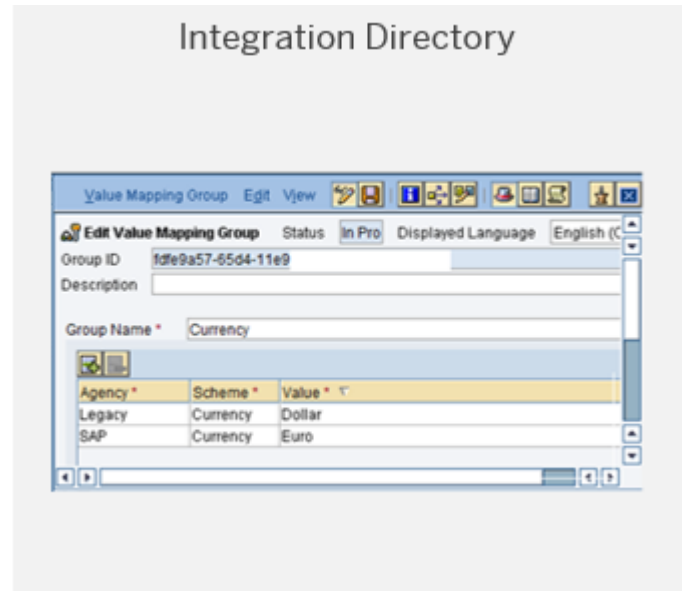 Integration Directory
Value Mapping Group Edit View
Edit Value Mapping Group Status In Pro Displayed Language English (C
Group ID fdfe9a57-65d4-11e9
Description
Group Name * Currency
Agency * Scheme * Value *
Legacy Currency Dollar
SAP Currency Euro